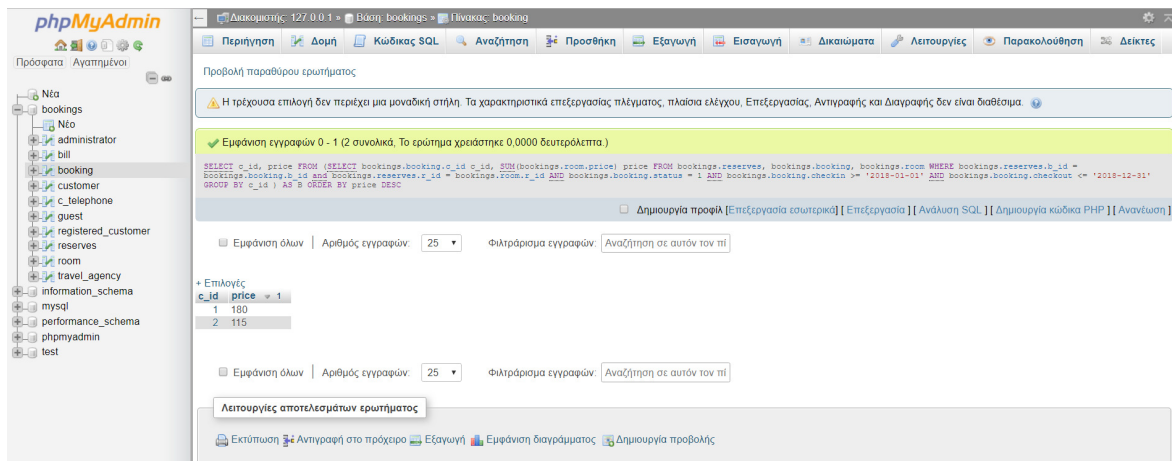 phpMyAdmin
Πρόσφατα Αγαπημένοι
Νέα
bookings
Νέο
administrator
bill
booking
customer
c_telephone
guest
registered_customer
reserves
room
travel_agency
information_schema
mysql
performance_schema
phpmyadmin
test
Διακομιστής: 127.0.0.1 » Βάση: bookings » Πίνακας: booking
Περιήγηση Δομή Κώδικας SQL Αναζήτηση Προσθήκη Εξαγωγή Εισαγωγή Δικαιώματα Λειτουργίες Παρακολούθηση Δείκτες
Προβολή παραθύρου ερωτήματος
Η τρέχουσα επιλογή δεν περιέχει μια μοναδική στήλη. Τα χαρακτηριστικά επεξεργασίας πλέγματος, πλαίσια ελέγχου, Επεξεργασίας, Αντιγραφής και Διαγραφής δεν είναι διαθέσιμα.
Εμφάνιση εγγραφών 0 - 1 (2 συνολικά, Το ερώτημα χρειάστηκε 0,0000 δευτερόλεπτα.)
SELECT c_id, price FROM (SELECT bookings.booking.c_id c_id, SUM(bookings.room.price) price FROM bookings.reserves, bookings.booking, bookings.room WHERE bookings.reserves.b_id =
bookings.booking.b_id and bookings.reserves.r_id = bookings.room.r_id AND bookings.booking.status = 1 AND bookings.booking.checkin >= '2018-01-01' AND bookings.booking.checkout <= '2018-12-31'
GROUP BY c_id ) AS B ORDER BY price DESC
Δημιουργία προφίλ [Επεξεργασία εσωτερικά] [ Επεξεργασία ] [ Ανάλυση SQL ] [ Δημιουργία κώδικα PHP ] [ Ανανέωση ]
Εμφάνιση όλων | Αριθμός εγγραφών: 25 Φιλτράρισμα εγγραφών: Αναζήτηση σε αυτόν τον πί
+ Επιλογές
c_id price 1
1 180
2 115
Εμφάνιση όλων | Αριθμός εγγραφών: 25 Φιλτράρισμα εγγραφών: Αναζήτηση σε αυτόν τον πί
Λειτουργίες αποτελεσμάτων ερωτήματος
Εκτύπωση Αντιγραφή στο πρόχειρο Εξαγωγή Εμφάνιση διαγράμματος Δημιουργία προβολής